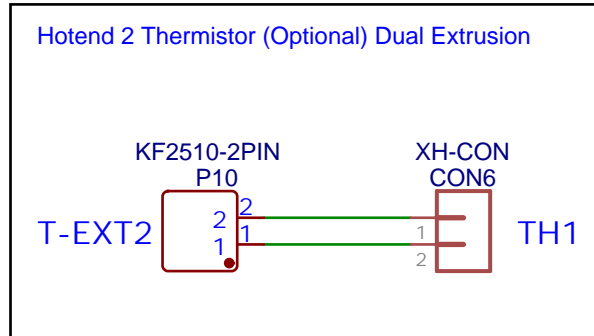 Hotend 2 Thermistor (Optional) Dual Extrusion
KF2510-2PIN
P10
XH-CON
CON6
T-EXT2
2
1
2
1
1
2
TH1